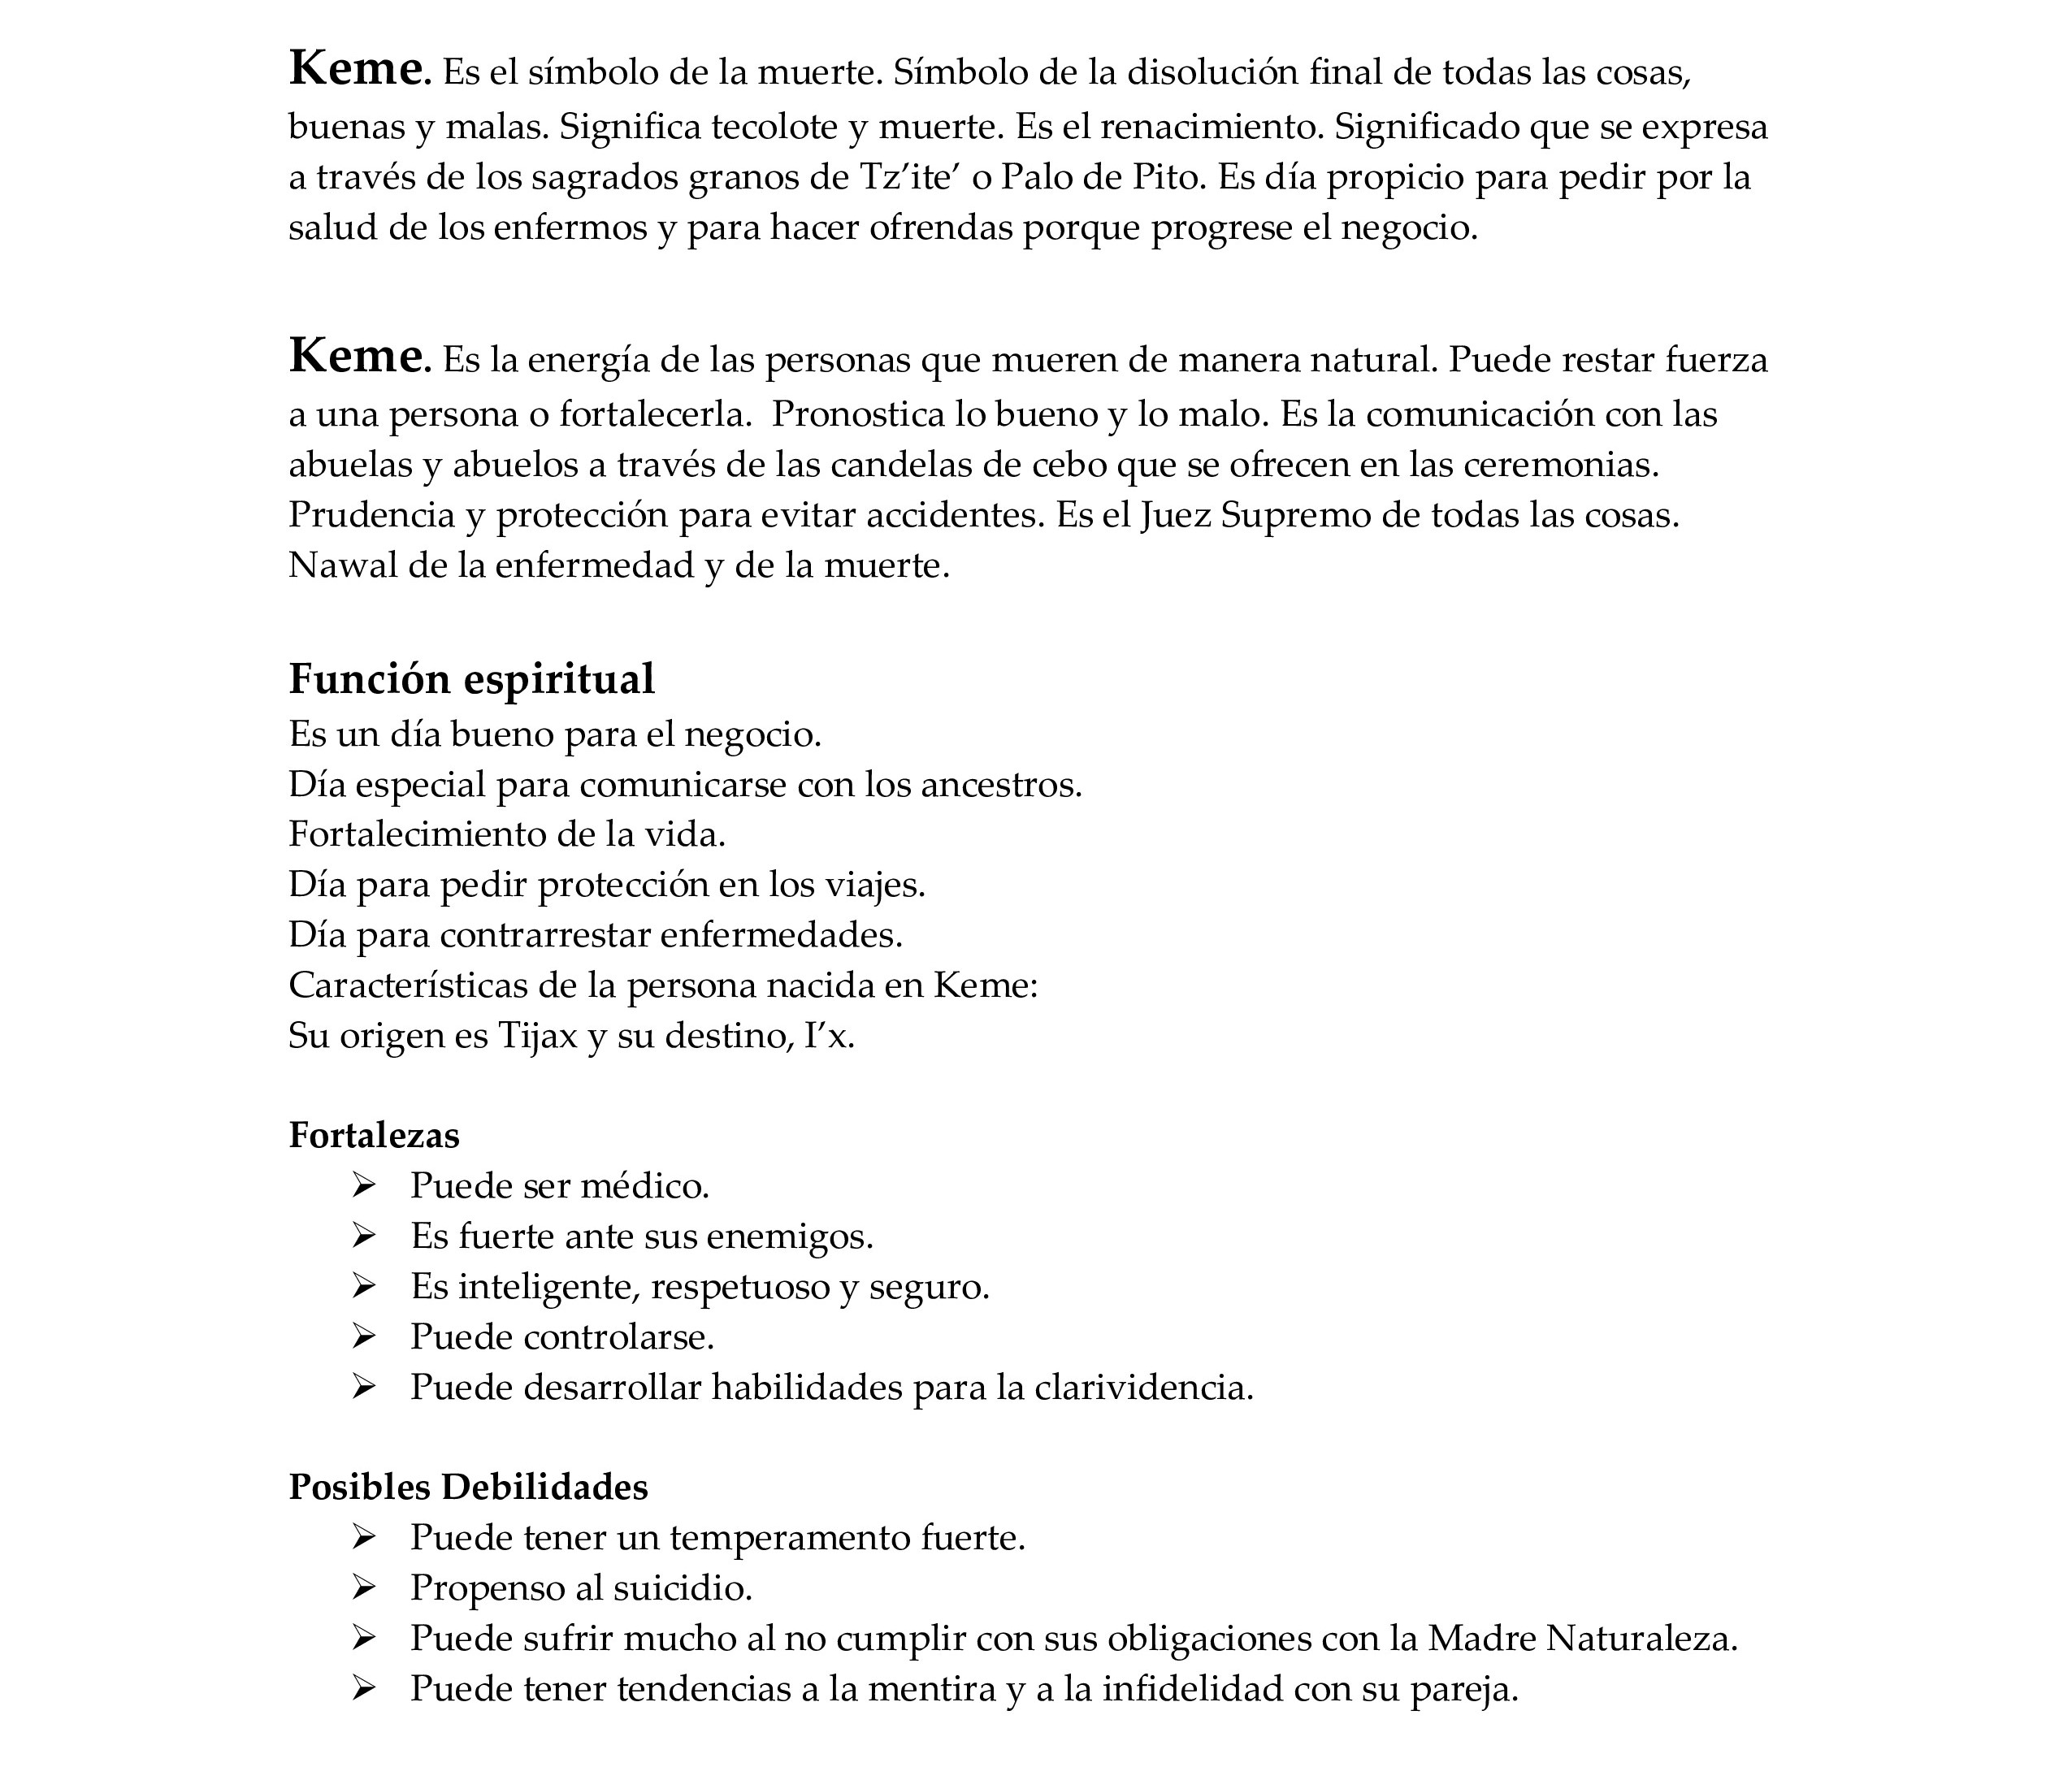 Keme. Es el símbolo de la muerte. Símbolo de la disolución final de todas las cosas,
buenas y malas. Significa tecolote y muerte. Es el renacimiento. Significado que se expresa
a través de los sagrados granos de Tz’ite’ o Palo de Pito. Es día propicio para pedir por la
salud de los enfermos y para hacer ofrendas porque progrese el negocio.
Keme. Es la energía de las personas que mueren de manera natural. Puede restar fuerza
a una persona o fortalecerla.  Pronostica lo bueno y lo malo. Es la comunicación con las
abuelas y abuelos a través de las candelas de cebo que se ofrecen en las ceremonias.
Prudencia y protección para evitar accidentes. Es el Juez Supremo de todas las cosas.
Nawal de la enfermedad y de la muerte.
Función espiritual
Es un día bueno para el negocio.
Día especial para comunicarse con los ancestros.
Fortalecimiento de la vida.
Día para pedir protección en los viajes.
Día para contrarrestar enfermedades.
Características de la persona nacida en Keme:
Su origen es Tijax y su destino, I’x.
Fortalezas
➢ Puede ser médico.
➢ Es fuerte ante sus enemigos.
➢ Es inteligente, respetuoso y seguro.
➢ Puede controlarse.
➢ Puede desarrollar habilidades para la clarividencia.
Posibles Debilidades
➢ Puede tener un temperamento fuerte.
➢ Propenso al suicidio.
➢ Puede sufrir mucho al no cumplir con sus obligaciones con la Madre Naturaleza.
➢ Puede tener tendencias a la mentira y a la infidelidad con su pareja.